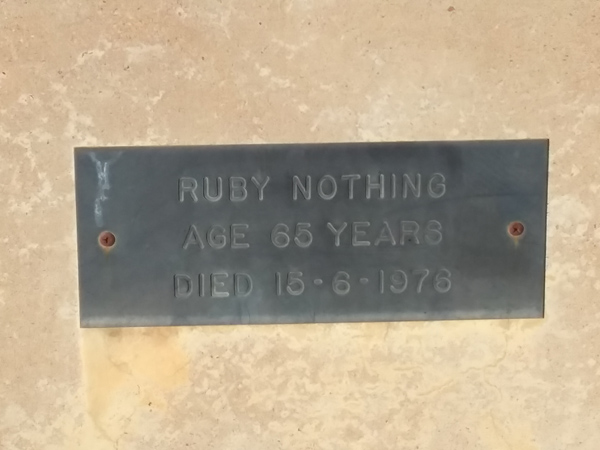 RUBY NOTHING
AGE 65 YEARS
DIED 15-6-1976